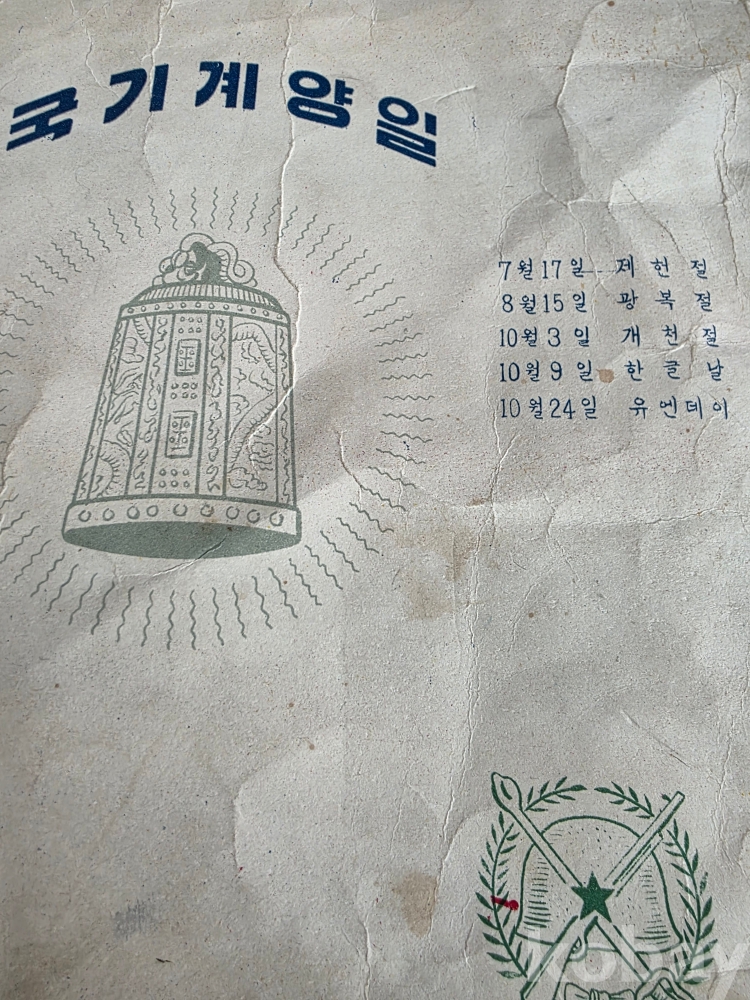 국기계양일
7월17일 제헌절
8월15일 광복절
10월3일 개천절
10월9일 한글날
10월24일 유엔데이
kobay